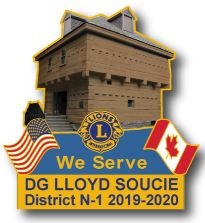 LIONS
L
INTERNATIONAL
We Serve
DG LLOYD SOUCIE
District N-1 2019-2020